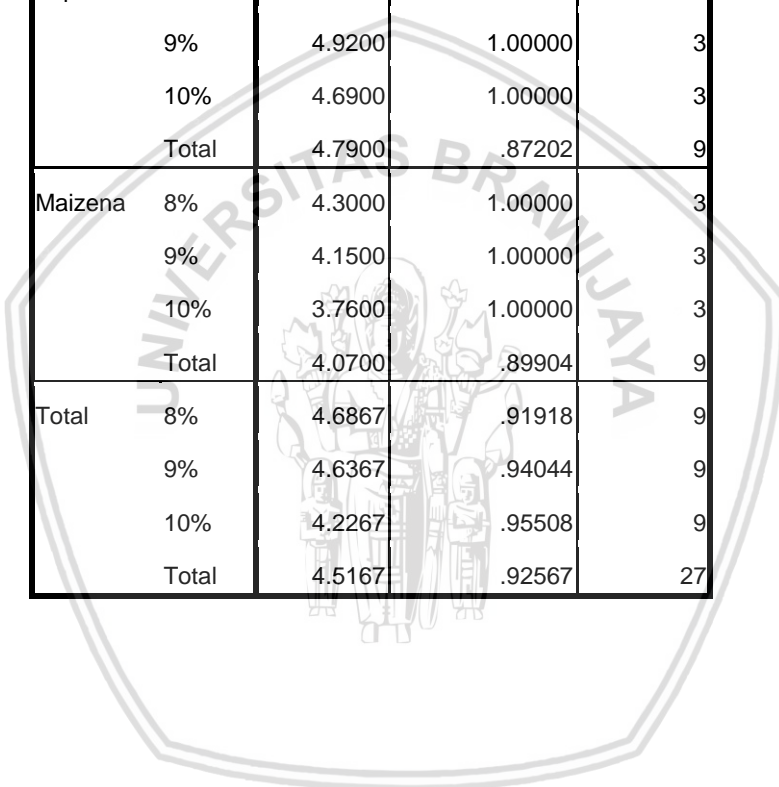 9% 4.9200 1.00000 3
10% 4.6900 1.00000 3
Total 4.7900 .87202 9
Maizena 8% 4.3000 1.00000 3
9% 4.1500 1.00000 3
10% 3.7600 1.00000 3
Total 4.0700 .89904 9
Total 8% 4.6867 .91918 9
9% 4.6367 .94044 9
10% 4.2267 .95508 9
Total 4.5167 .92567 27
UNIVERSITAS BRAWIJAYA